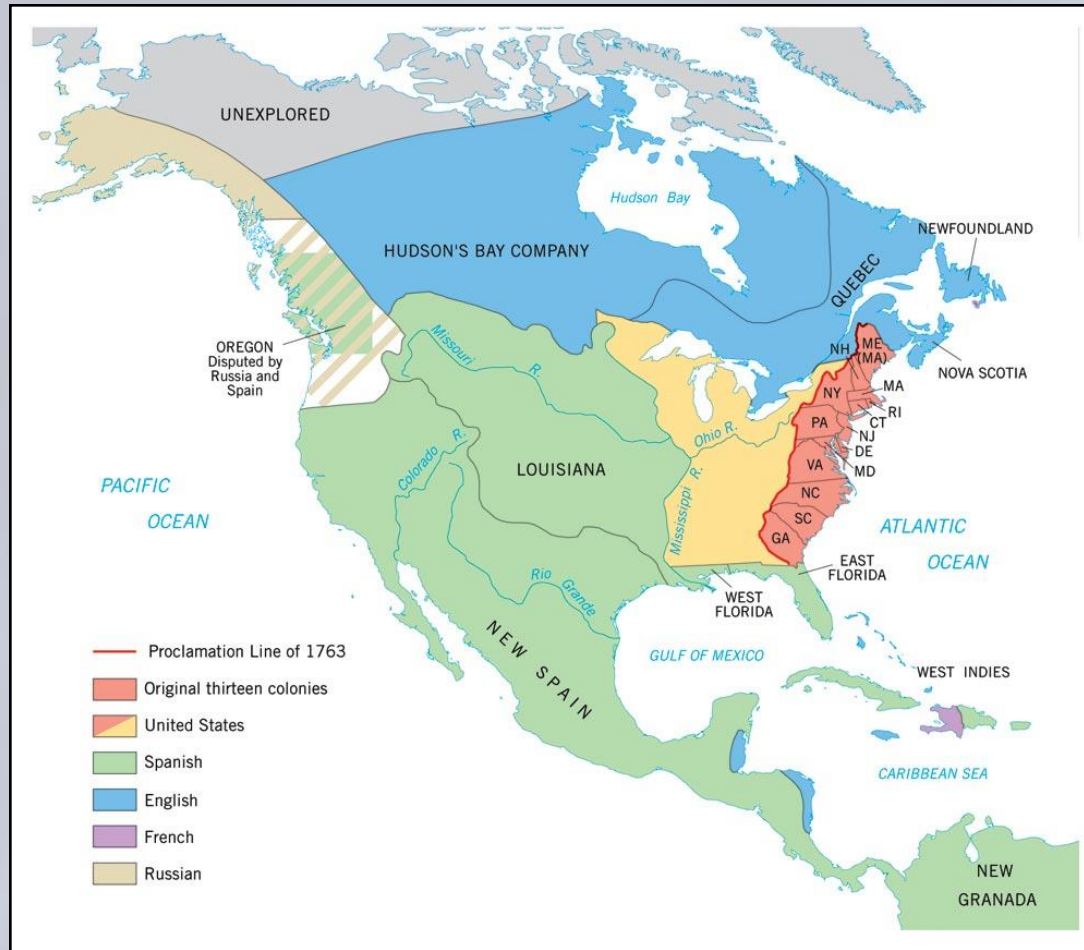 UNEXPLORED
Hudson Bay
NEWFOUNDLAND
HUDSON'S BAY COMPANY
QUEBEC
OREGON
Disputed by
Russia and
Spain
Missouri
R.
NH
ME
(MA)
NOVA SCOTIA
NY
MA
RI
CT
PA
NJ
DE
MD
Ohio R.
VA
Colorado R.
LOUISIANA
Mississippi R.
NC
SC
GA
PACIFIC
OCEAN
ATLANTIC
OCEAN
EAST
FLORIDA
WEST
FLORIDA
Rio Grande
NEW SPAIN
GULF OF MEXICO
WEST INDIES
CARIBBEAN SEA
NEW
GRANADA
Proclamation Line of 1763
Original thirteen colonies
United States
Spanish
English
French
Russian